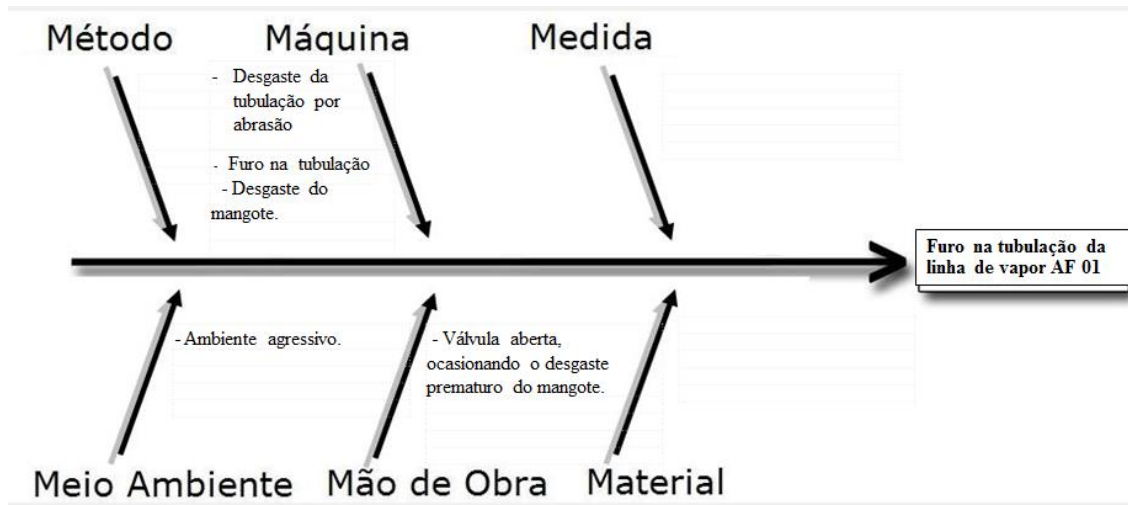 Método
Máquina
Medida
- Desgaste da
tubulação por
abrasão
- Furo na tubulação
- Desgaste do
mangote.
Furo na tubulação da
linha de vapor AF 01
- Ambiente agressivo.
- Válvula aberta,
ocasionando o desgaste
prematuro do mangote.
Meio Ambiente
Mão de Obra
Material